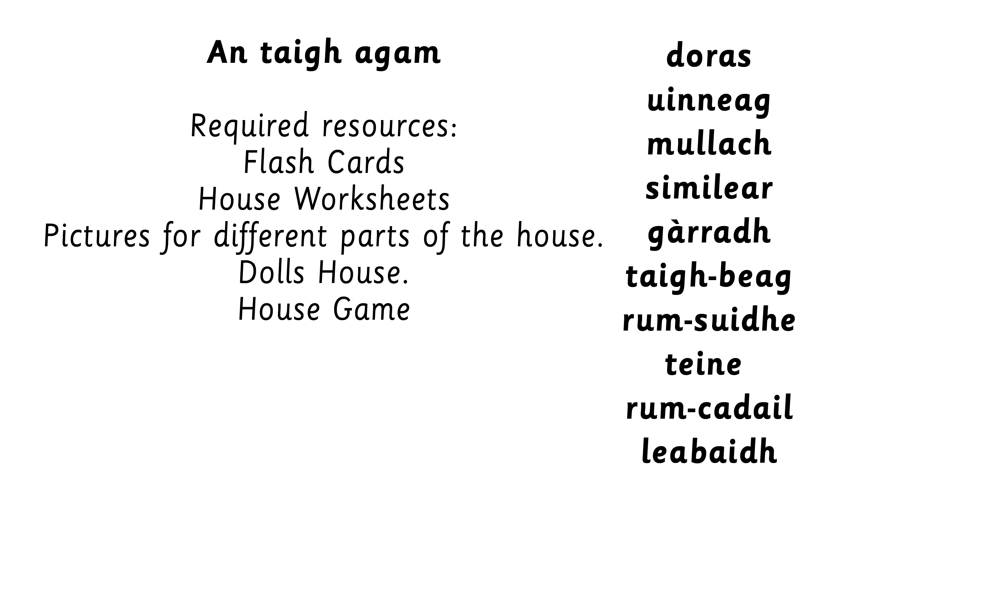 An taigh agam
Required resources:
Flash Cards
House Worksheets
Pictures for different parts of the house.
Dolls House.
House Game
doras
uinneag
mullach
similear
gàrradh
taigh-beag
rum-suidhe
teine
rum-cadail
leabaidh